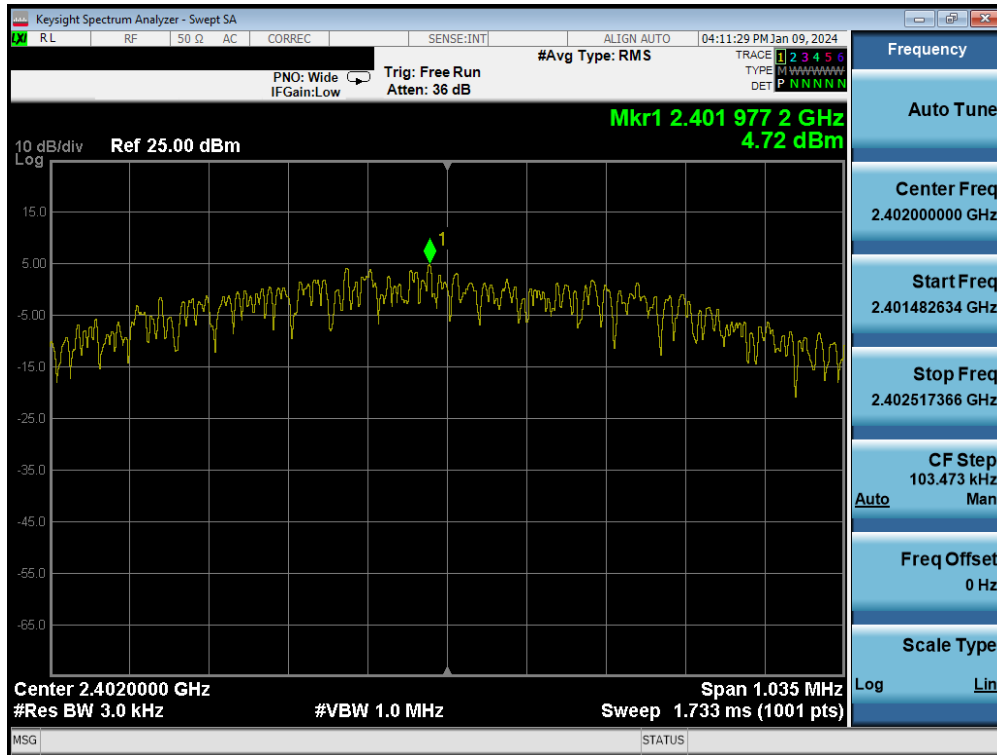 Keysight Spectrum Analyzer - Swept SA
LXI RL RF 50 Ω AC CORREC SENSE:INT ALIGN AUTO 04:11:29 PM Jan 09, 2024
#Avg Type: RMS
TRACE 1 2 3 4 5 6
PNO: Wide Trig: Free Run
TYPE M WWWWW
IFGain:Low Atten: 36 dB
DET P N N N N N
Mkr1 2.401 977 2 GHz
4.72 dBm
10 dB/div Ref 25.00 dBm
Log
1
15.0
5.00
-5.00
-15.0
-25.0
-35.0
-45.0
-55.0
-65.0
Center 2.4020000 GHz Span 1.035 MHz
#Res BW 3.0 kHz #VBW 1.0 MHz Sweep 1.733 ms (1001 pts)
MSG STATUS
Frequency
Auto Tune
Center Freq
2.402000000 GHz
Start Freq
2.401482634 GHz
Stop Freq
2.402517366 GHz
CF Step
103.473 kHz
Auto Man
Freq Offset
0 Hz
Scale Type
Log Lin